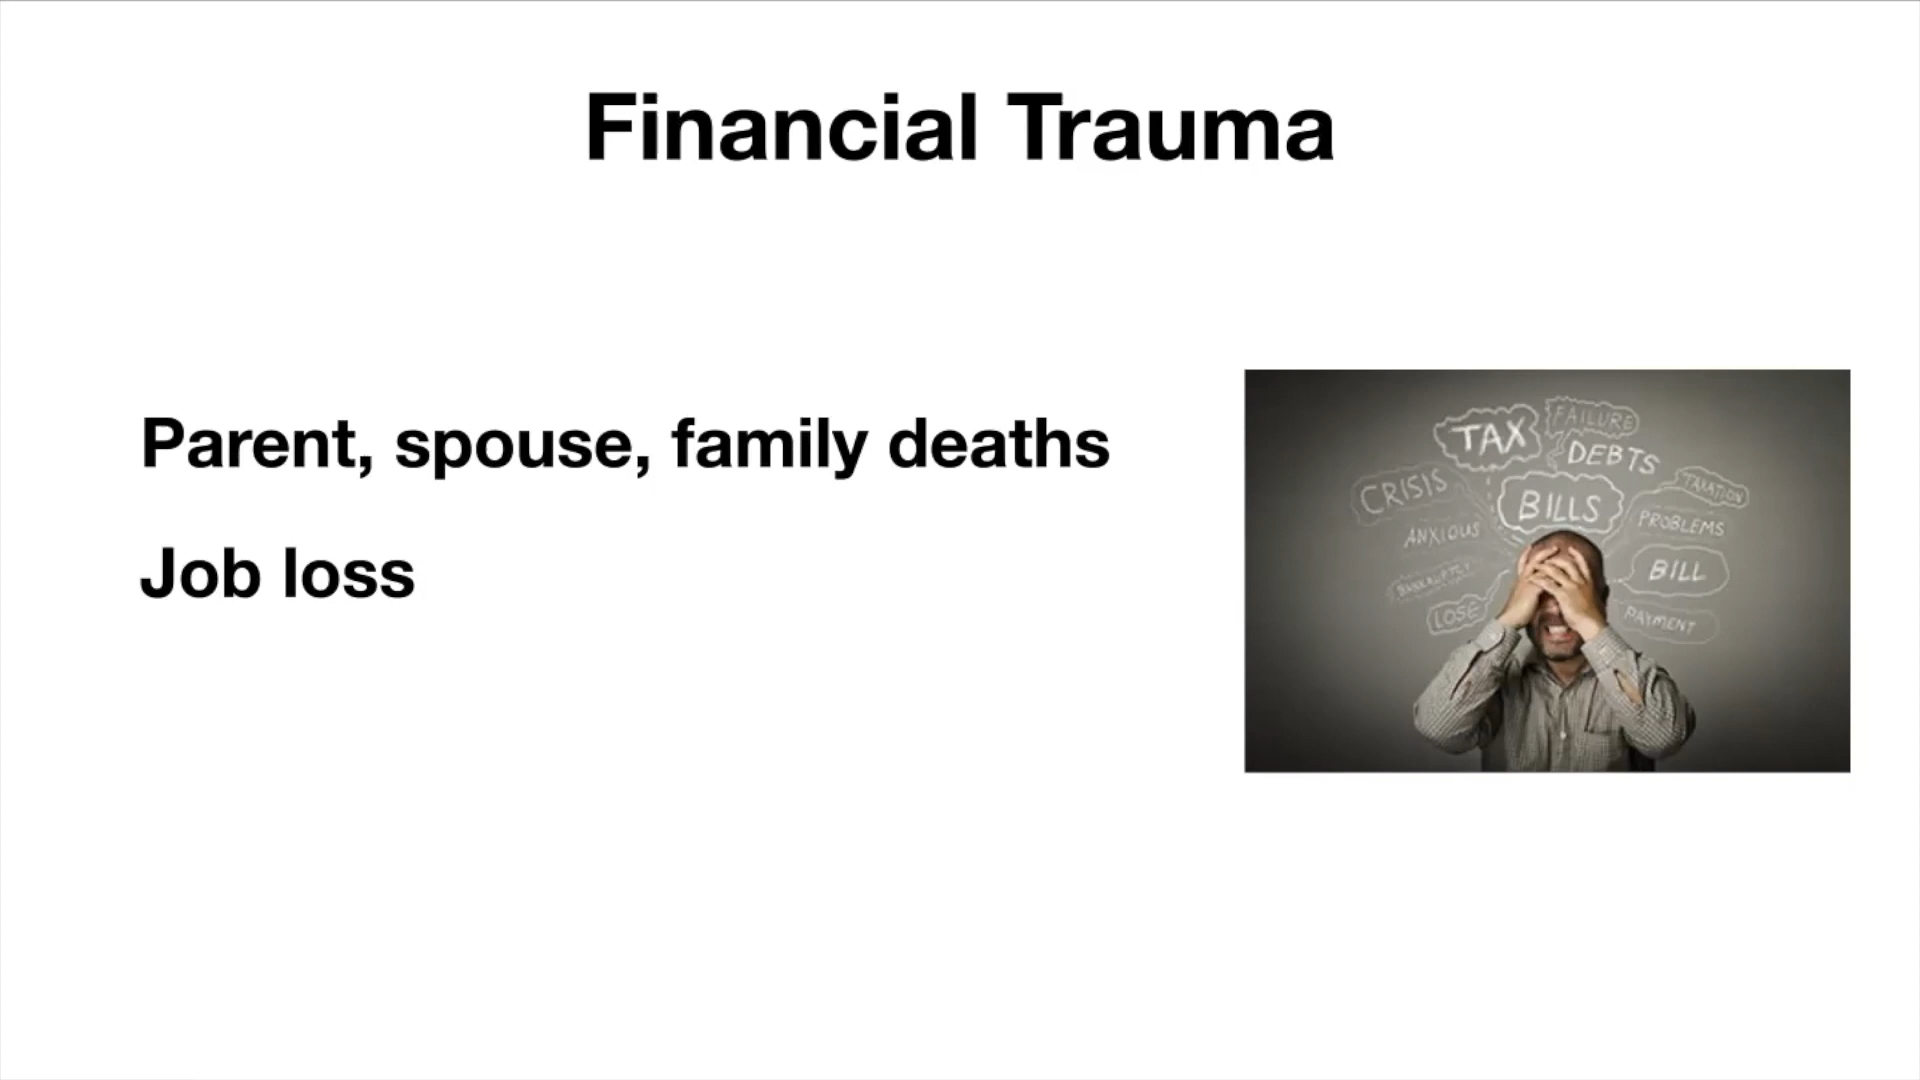 Financial Trauma
Parent, spouse, family deaths
Job loss
TAX
FAILURE
DEBTS
CRISIS
TAXATION
BILLS
PROBLEMS
ANXIOUS
BILL
BANKRUPTCY
LOSE
PAYMENT